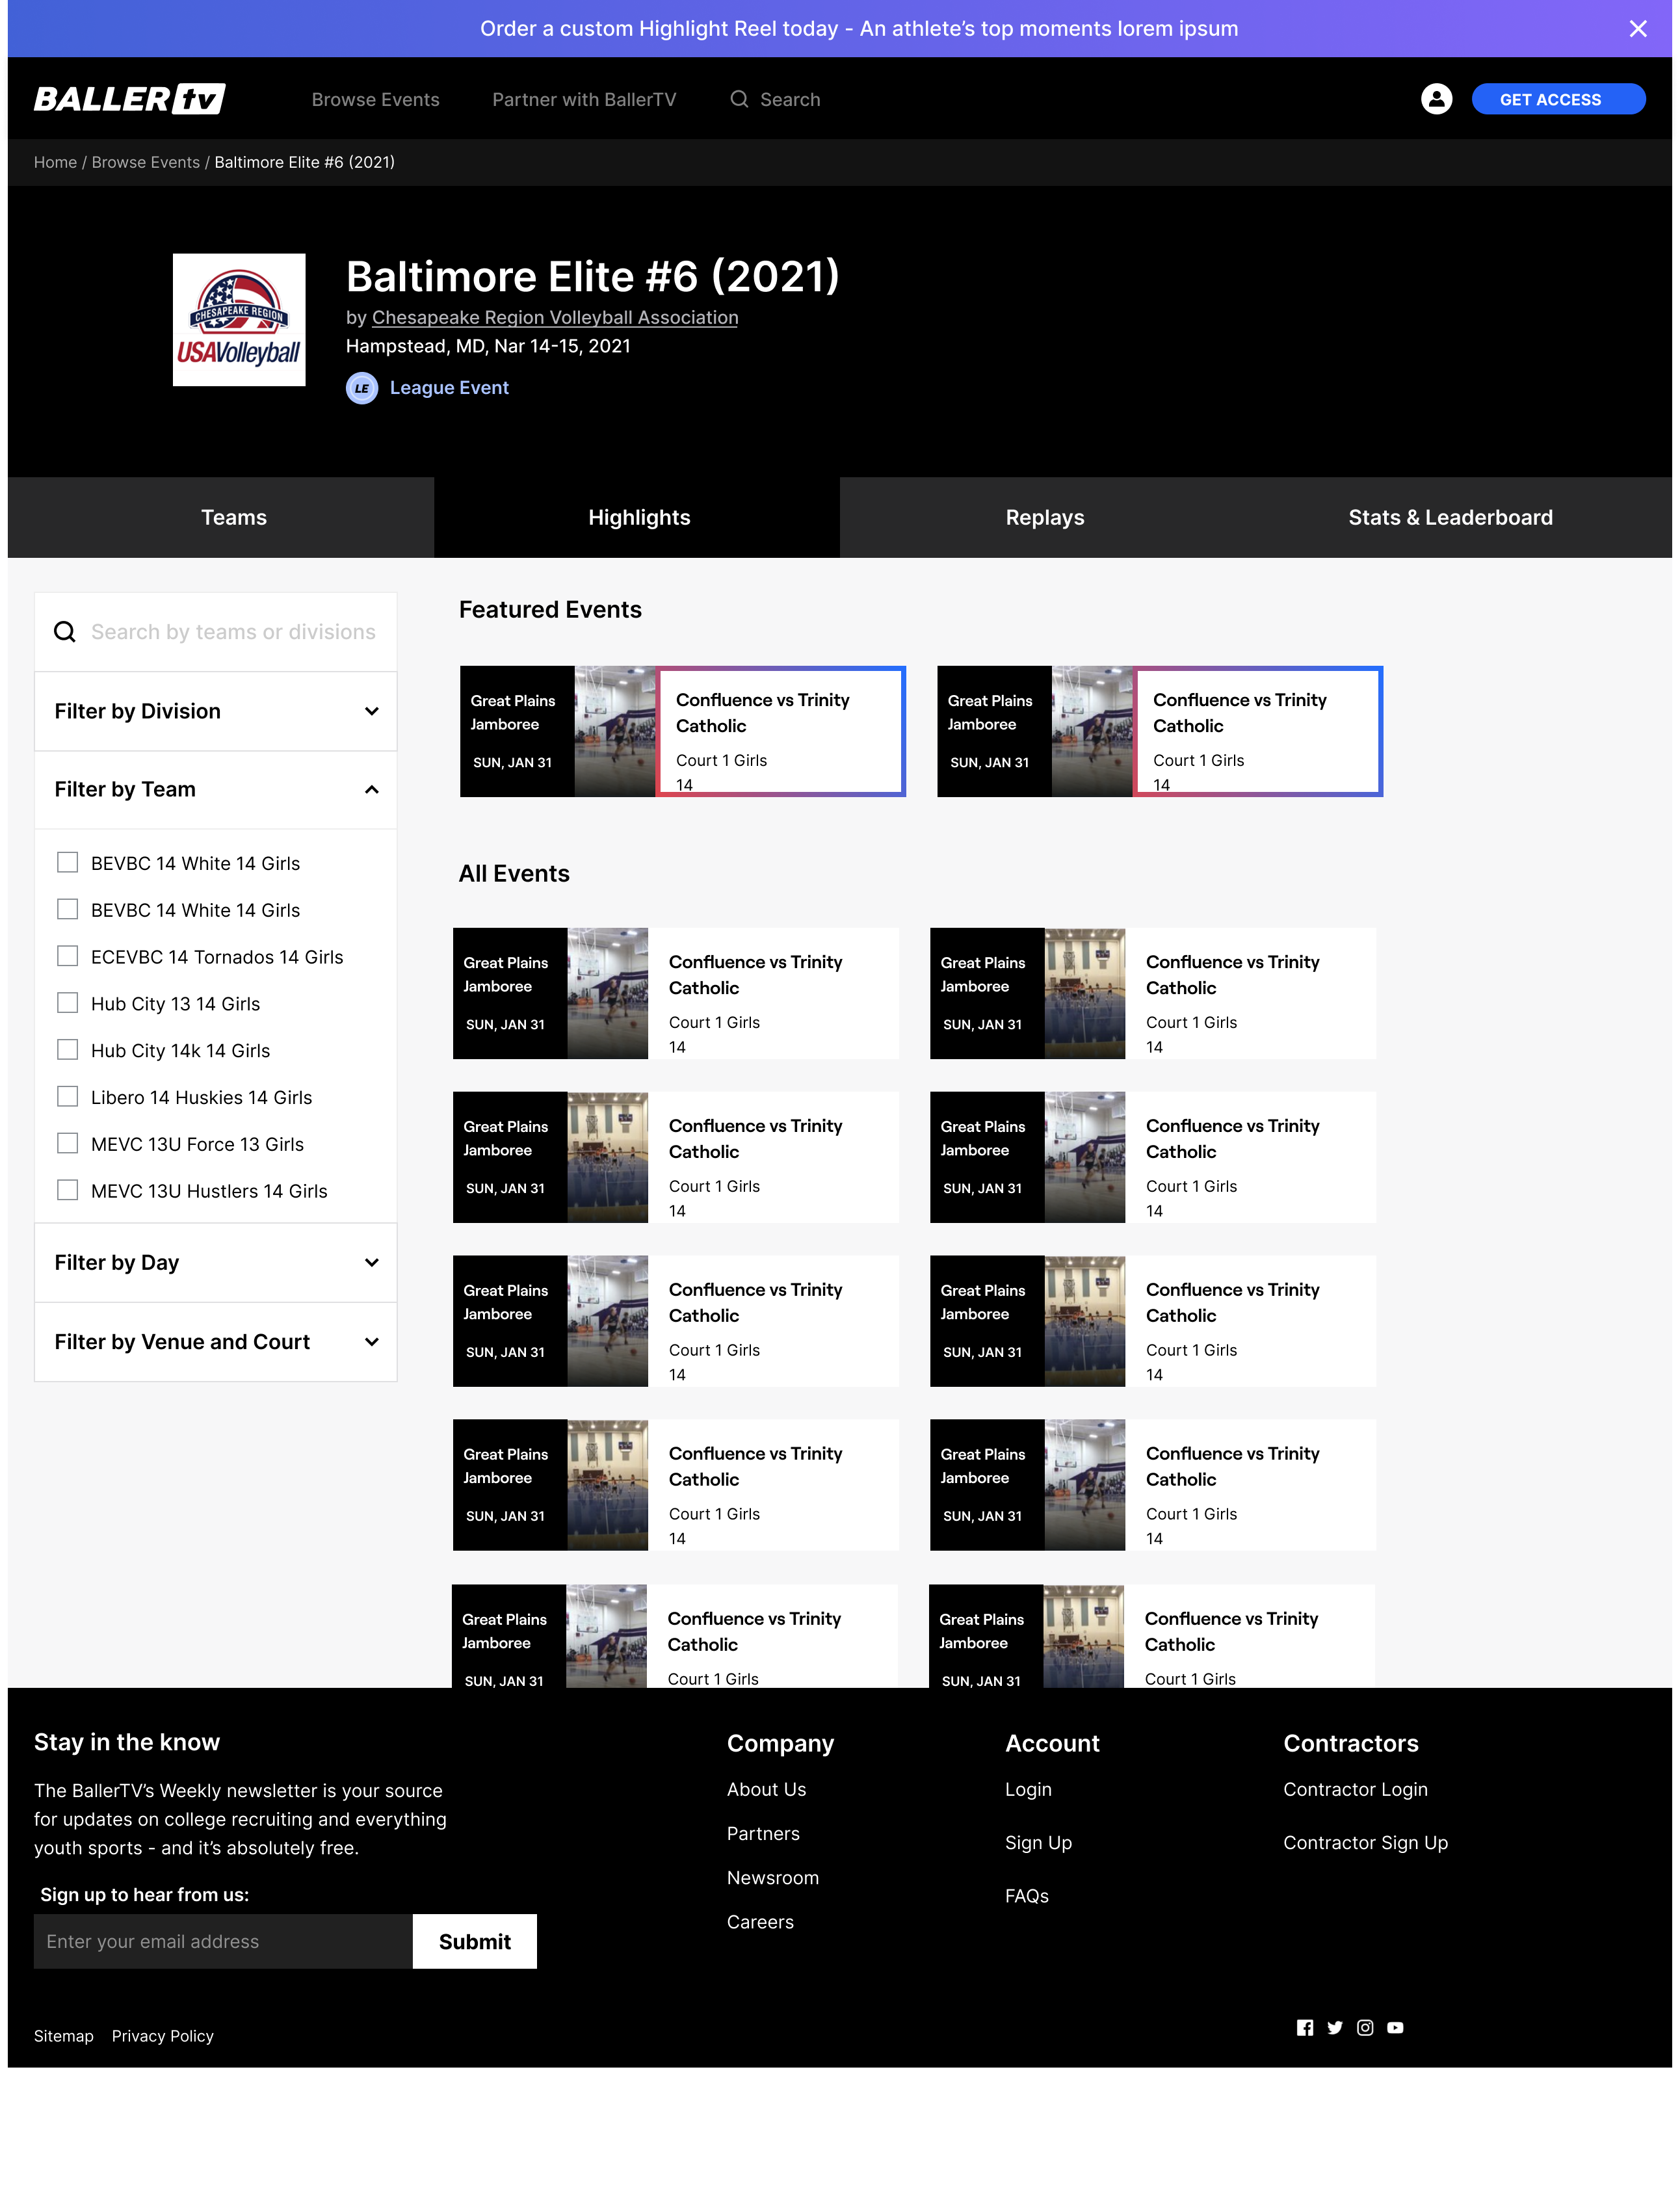 Order a custom Highlight Reel today - An athlete’s top moments lorem ipsum
BALLER tv
Browse Events
Partner with BallerTV
Search
GET ACCESS
Home / Browse Events / Baltimore Elite #6 (2021)
CHESAPEAKE REGION
USAVolleyball
Baltimore Elite #6 (2021)
by Chesapeake Region Volleyball Association
Hampstead, MD, Nar 14-15, 2021
LE
League Event
Teams
Highlights
Replays
Stats & Leaderboard
Search by teams or divisions
Filter by Division
Filter by Team
BEVBC 14 White 14 Girls
BEVBC 14 White 14 Girls
ECEVBC 14 Tornados 14 Girls
Hub City 13 14 Girls
Hub City 14k 14 Girls
Libero 14 Huskies 14 Girls
MEVC 13U Force 13 Girls
MEVC 13U Hustlers 14 Girls
Filter by Day
Filter by Venue and Court
Featured Events
Great Plains
Jamboree
SUN, JAN 31
Confluence vs Trinity
Catholic
Court 1 Girls
14
Great Plains
Jamboree
SUN, JAN 31
Confluence vs Trinity
Catholic
Court 1 Girls
14
All Events
Great Plains
Jamboree
SUN, JAN 31
Confluence vs Trinity
Catholic
Court 1 Girls
14
Great Plains
Jamboree
SUN, JAN 31
Confluence vs Trinity
Catholic
Court 1 Girls
14
Great Plains
Jamboree
SUN, JAN 31
Confluence vs Trinity
Catholic
Court 1 Girls
14
Great Plains
Jamboree
SUN, JAN 31
Confluence vs Trinity
Catholic
Court 1 Girls
14
Great Plains
Jamboree
SUN, JAN 31
Confluence vs Trinity
Catholic
Court 1 Girls
14
Great Plains
Jamboree
SUN, JAN 31
Confluence vs Trinity
Catholic
Court 1 Girls
14
Great Plains
Jamboree
SUN, JAN 31
Confluence vs Trinity
Catholic
Court 1 Girls
14
Great Plains
Jamboree
SUN, JAN 31
Confluence vs Trinity
Catholic
Court 1 Girls
14
Great Plains
Jamboree
SUN, JAN 31
Confluence vs Trinity
Catholic
Court 1 Girls
Great Plains
Jamboree
SUN, JAN 31
Confluence vs Trinity
Catholic
Court 1 Girls
Stay in the know
The BallerTV’s Weekly newsletter is your source
for updates on college recruiting and everything
youth sports - and it’s absolutely free.
Sign up to hear from us:
Enter your email address
Submit
Company
About Us
Partners
Newsroom
Careers
Account
Login
Sign Up
FAQs
Contractors
Contractor Login
Contractor Sign Up
Sitemap
Privacy Policy